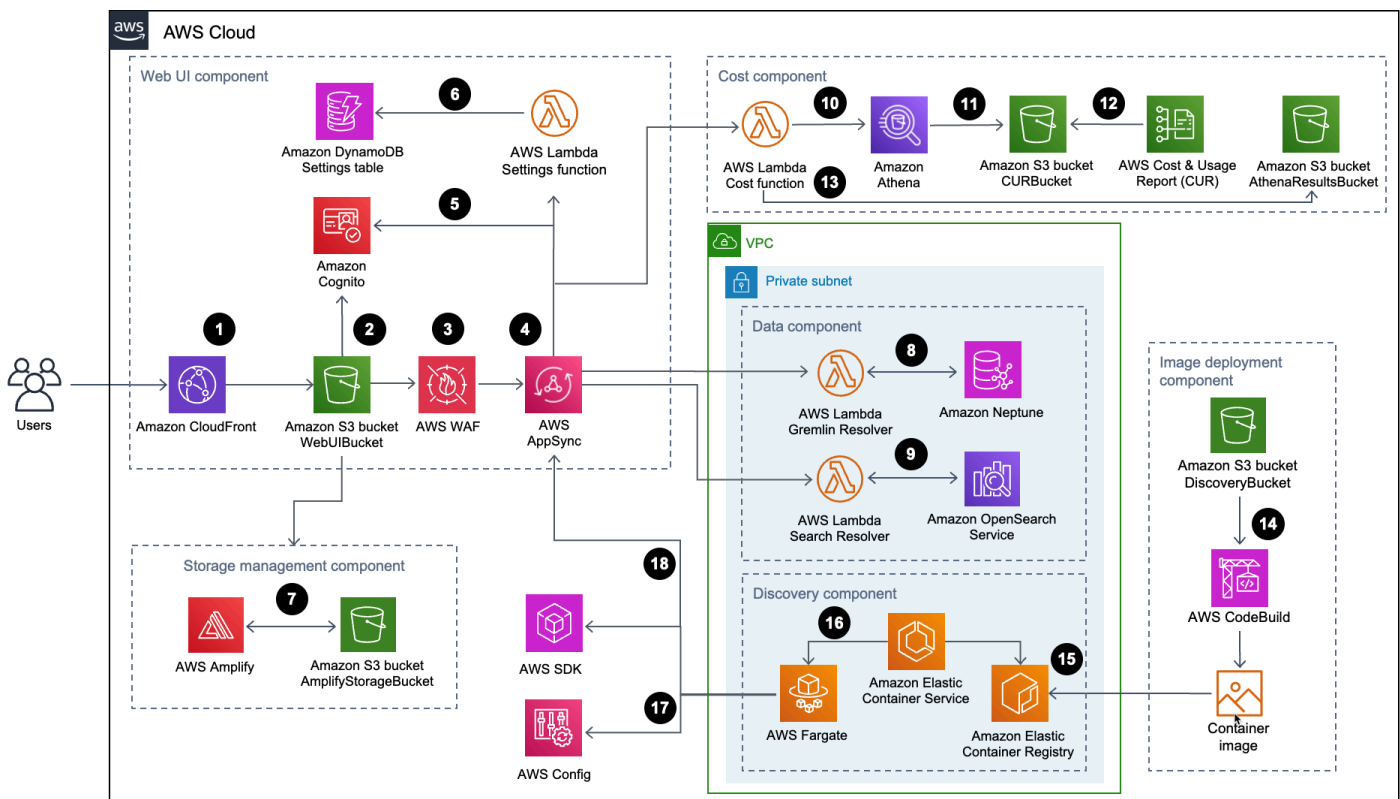 aws
AWS Cloud
Web UI component
6
Amazon DynamoDB
Settings table
AWS Lambda
Settings function
5
Amazon
Cognito
1
2
3
4
Users
Amazon CloudFront
Amazon S3 bucket
WebUIBucket
AWS WAF
AWS
AppSync
Cost component
10
11
12
AWS Lambda
Cost function
13
Amazon
Athena
Amazon S3 bucket
CURBucket
AWS Cost & Usage
Report (CUR)
Amazon S3 bucket
AthenaResultsBucket
VPC
Private subnet
Data component
8
AWS Lambda
Gremlin Resolver
Amazon Neptune
9
AWS Lambda
Search Resolver
Amazon OpenSearch
Service
Image deployment
component
Amazon S3 bucket
DiscoveryBucket
14
AWS CodeBuild
Container
image
Storage management component
7
AWS Amplify
Amazon S3 bucket
AmplifyStorageBucket
18
AWS SDK
17
AWS Config
Discovery component
16
15
Amazon Elastic
Container Service
AWS Fargate
Amazon Elastic
Container Registry